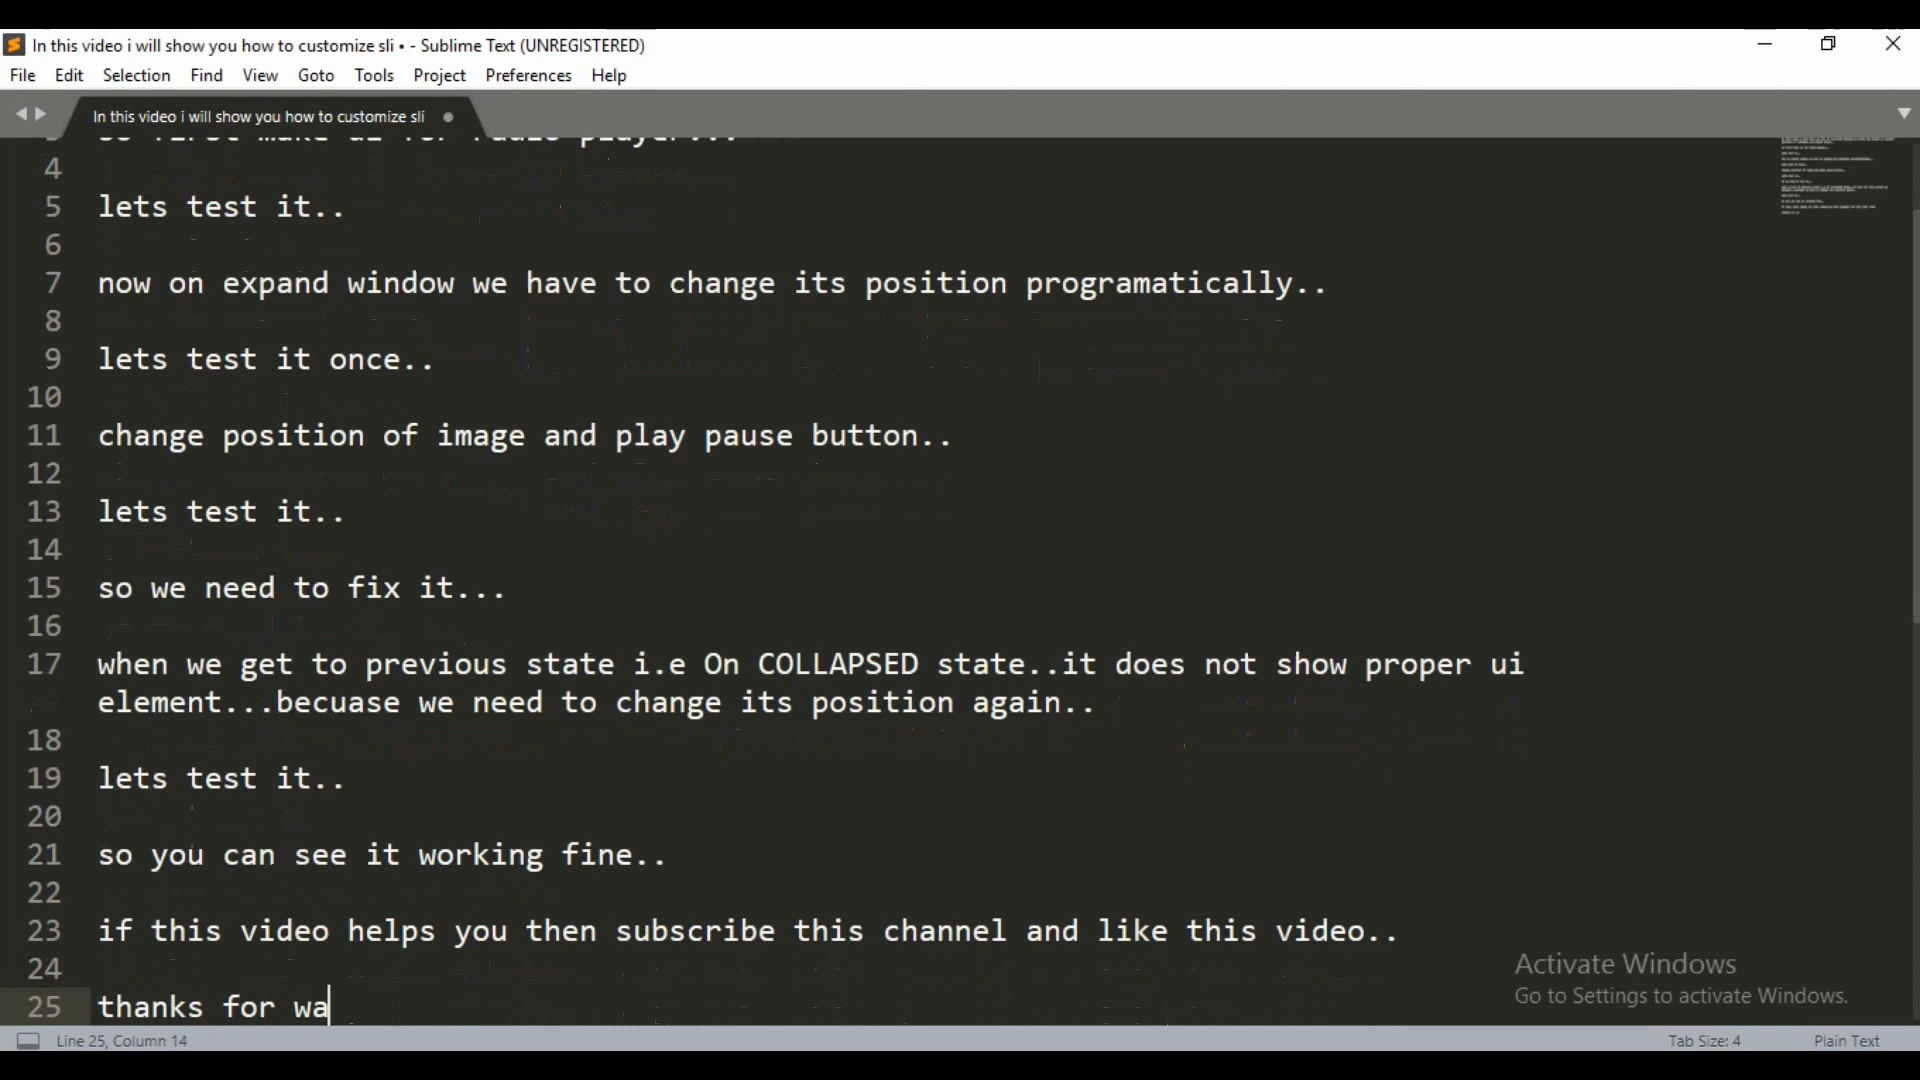 In this video i will show you how to customize sli • - Sublime Text (UNREGISTERED)
File Edit Selection Find View Goto Tools Project Preferences Help
In this video i will show you how to customize sli
3 so first make ui for radio player...
4
5 lets test it..
6
7 now on expand window we have to change its position programatically..
8
9 lets test it once..
10
11 change position of image and play pause button..
12
13 lets test it..
14
15 so we need to fix it...
16
17 when we get to previous state i.e On COLLAPSED state..it does not show proper ui
element...becuase we need to change its position again..
18
19 lets test it..
20
21 so you can see it working fine..
22
23 if this video helps you then subscribe this channel and like this video..
24
25 thanks for wa
Activate Windows
Go to Settings to activate Windows.
Line 25, Column 14 Tab Size: 4 Plain Text